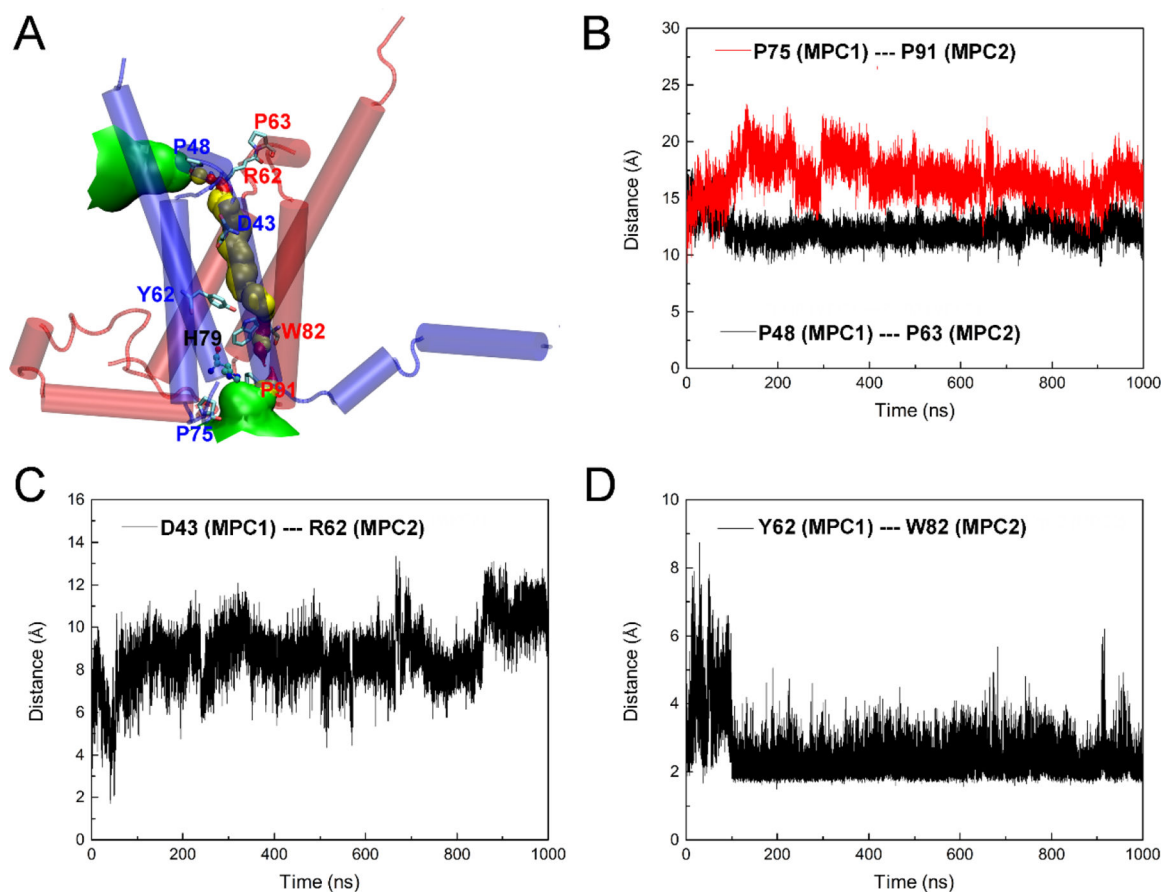 A
P48
P63
R62
D43
Y62
H79
W82
P91
P75
B
P75 (MPC1) --- P91 (MPC2)
P48 (MPC1) --- P63 (MPC2)
Distance (Å)
30
25
20
15
10
5
0
0 200 400 600 800 1000
Time (ns)
C
D43 (MPC1) --- R62 (MPC2)
Distance (Å)
16
14
12
10
8
6
4
2
0
0 200 400 600 800 1000
Time (ns)
D
Y62 (MPC1) --- W82 (MPC2)
Distance (Å)
10
8
6
4
2
0
0 200 400 600 800 1000
Time (ns)